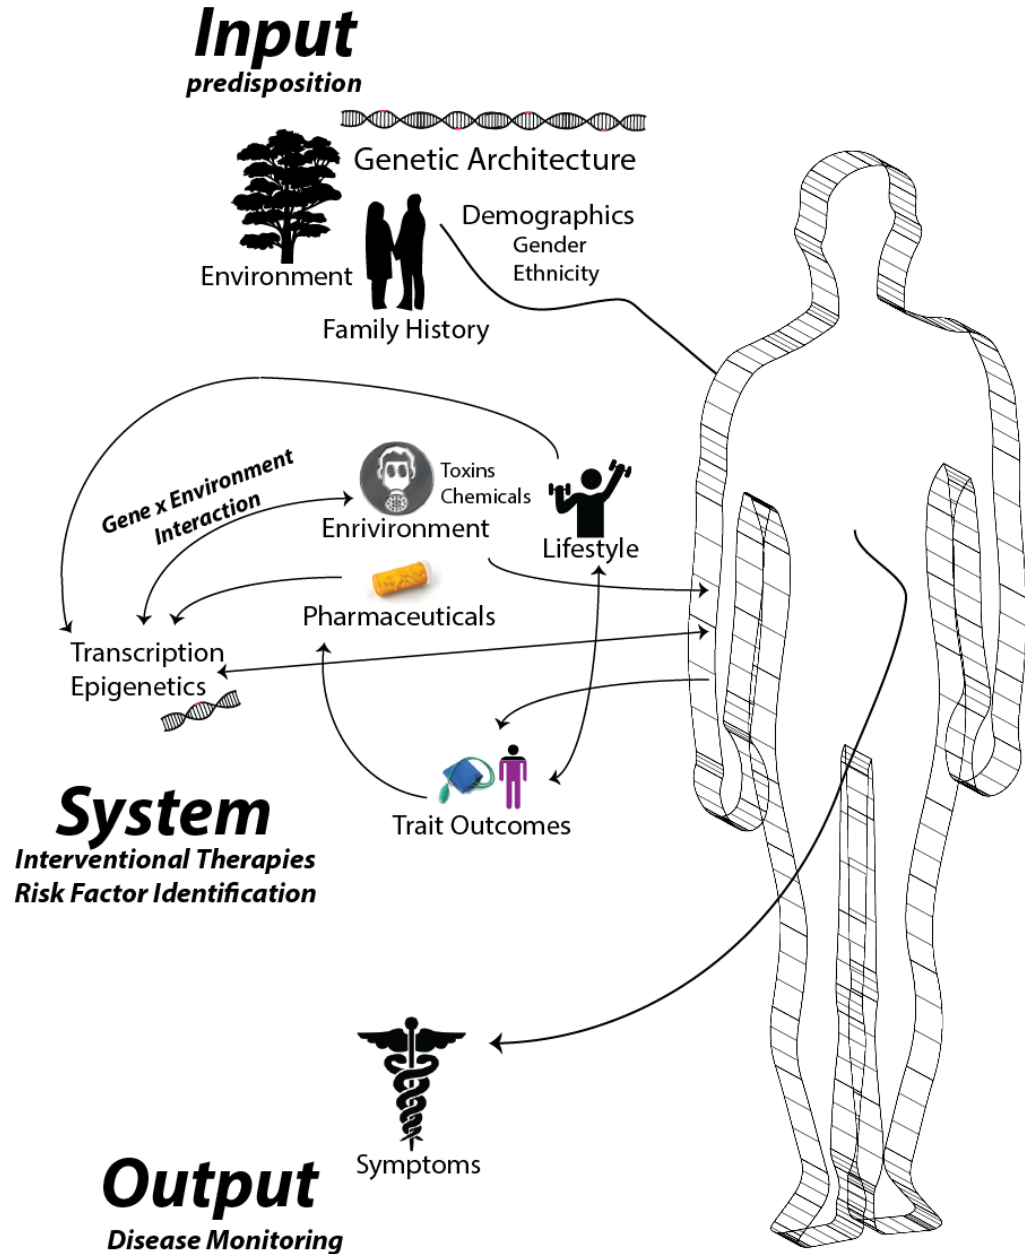 Input
predisposition
Genetic Architecture
Demographics
Gender
Ethnicity
Environment
Family History
Gene x Environment
Interaction
Toxins
Chemicals
Enrivironment
Lifestyle
Pharmaceuticals
Transcription
Epigenetics
Trait Outcomes
System
Interventional Therapies
Risk Factor Identification
Symptoms
Output
Disease Monitoring